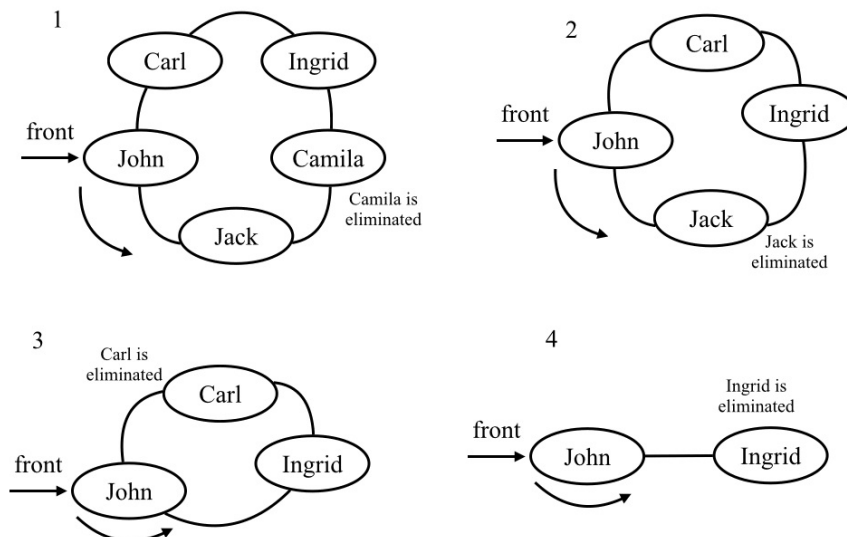 1
Carl
Ingrid
front
John
Camila
Camila is
eliminated
Jack
2
Carl
Ingrid
front
John
Jack
Jack is
eliminated
3
Carl is
eliminated
Carl
front
John
Ingrid
4
Ingrid is
eliminated
front
John
Ingrid